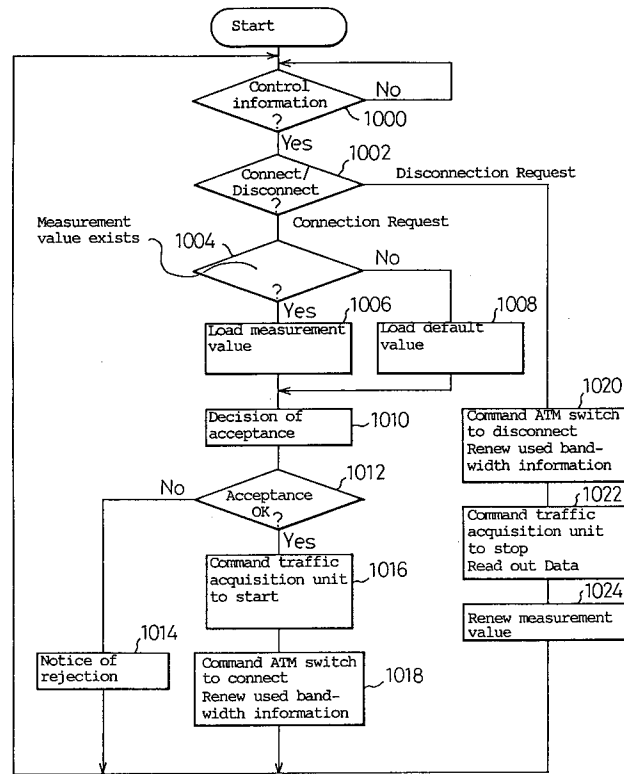 Start
Control
information
?
No
1000
Yes
1002
Connect/
Disconnect
?
Disconnection Request
Connection Request
Measurement
value exists
1004
?
No
Yes
1006
Load measurement
value
1008
Load default
value
Decision of
acceptance
1010
1012
Acceptance
OK
?
No
Yes
Command traffic
acquisition unit
to start
1016
1014
Notice of
rejection
Command ATM switch
to connect
Renew used band-
width information
1018
1020
Command ATM switch
to disconnect
Renew used band-
width information
1022
Command traffic
acquisition unit
to stop
Read out Data
1024
Renew measurement
value